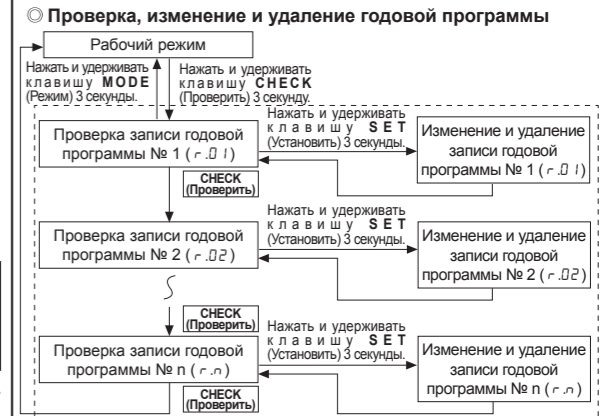 ◎ Проверка, изменение и удаление годовой программы
Рабочий режим
Нажать и удерживать
клавишу MODE
(Режим) 3 секунды.
Нажать и удерживать
клавишу CHECK
(Проверить) 3 секунду.
Проверка записи годовой
программы № 1 (r.01)
Нажать и удерживать
клавишу SET
(Установить) 3 секунды.
Изменение и удаление
записи годовой
программы № 1 (r.01)
CHECK
(Проверить)
Проверка записи годовой
программы № 2 (r.02)
Нажать и удерживать
клавишу SET
(Установить) 3 секунды.
Изменение и удаление
записи годовой
программы № 2 (r.02)
CHECK
(Проверить)
Проверка записи годовой
программы № n (r.n)
Нажать и удерживать
клавишу SET
(Установить) 3 секунды.
Изменение и удаление
записи годовой
программы № n (r.n)
CHECK
(Проверить)